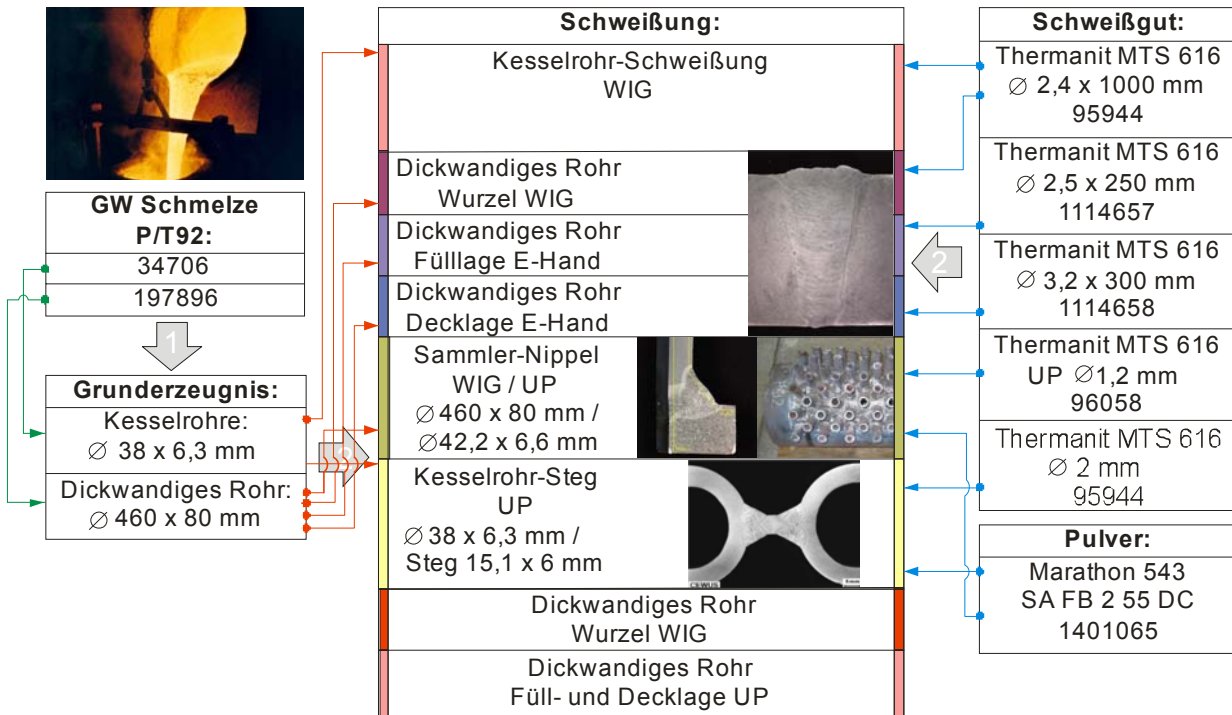 GW Schmelze
P/T92:
34706
197896
1
Grunderzeugnis:
Kesselrohre:
∅ 38 x 6,3 mm
Dickwandiges Rohr:
∅ 460 x 80 mm
Schweißung:
Kesselrohr-Schweißung
WIG
Dickwandiges Rohr
Wurzel WIG
Dickwandiges Rohr
Fülllage E-Hand
Dickwandiges Rohr
Decklage E-Hand
2
Sammler-Nippel
WIG / UP
∅ 460 x 80 mm /
∅ 42,2 x 6,6 mm
Kesselrohr-Steg
UP
∅ 38 x 6,3 mm /
Steg 15,1 x 6 mm
Dickwandiges Rohr
Wurzel WIG
Dickwandiges Rohr
Füll- und Decklage UP
Schweißgut:
Thermanit MTS 616
∅ 2,4 x 1000 mm
95944
Thermanit MTS 616
∅ 2,5 x 250 mm
1114657
Thermanit MTS 616
∅ 3,2 x 300 mm
1114658
Thermanit MTS 616
UP ∅1,2 mm
96058
Thermanit MTS 616
∅ 2 mm
95944
Pulver:
Marathon 543
SA FB 2 55 DC
1401065